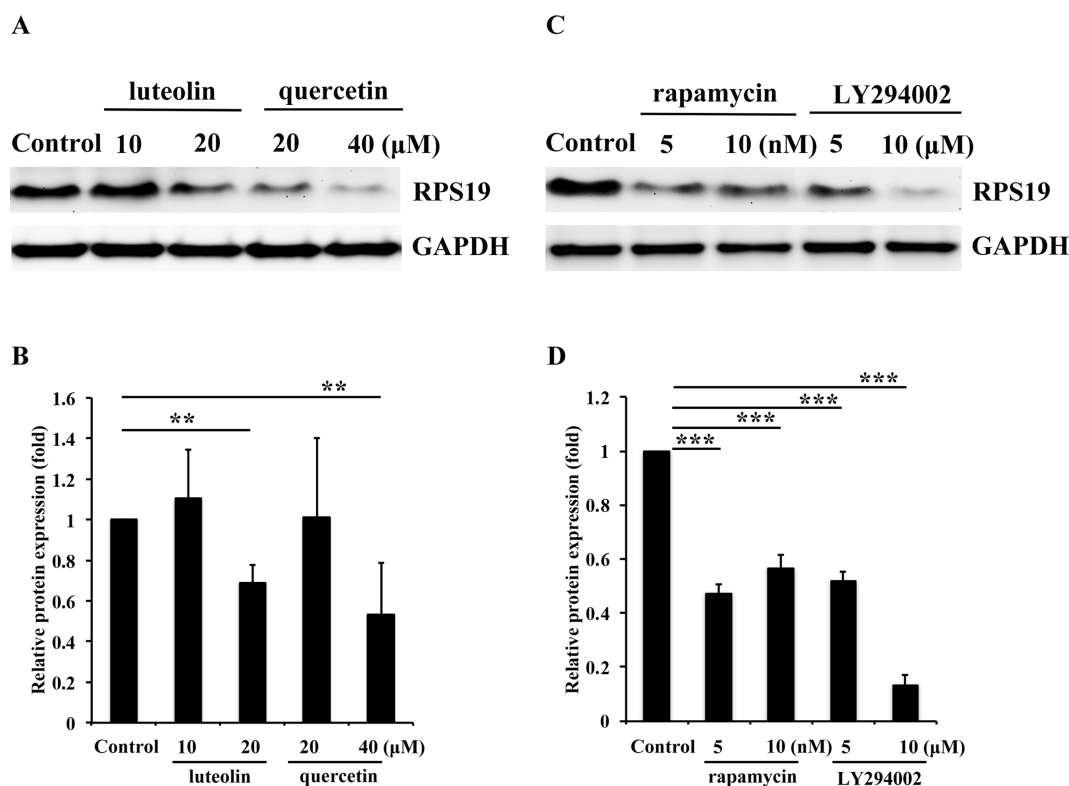 A
luteolin quercetin
Control 10 20 20 40 (μM)
RPS19
GAPDH
C
rapamycin LY294002
Control 5 10 (nM) 5 10 (μM)
RPS19
GAPDH
B
Relative protein expression (fold)
1.6
1.4
1.2
1
0.8
0.6
0.4
0.2
0
**
**
Control 10 20 20 40 (μM)
luteolin quercetin
D
Relative protein expression (fold)
1.2
1
0.8
0.6
0.4
0.2
0
***
***
***
***
Control 5 10 (nM) 5 10 (μM)
rapamycin LY294002